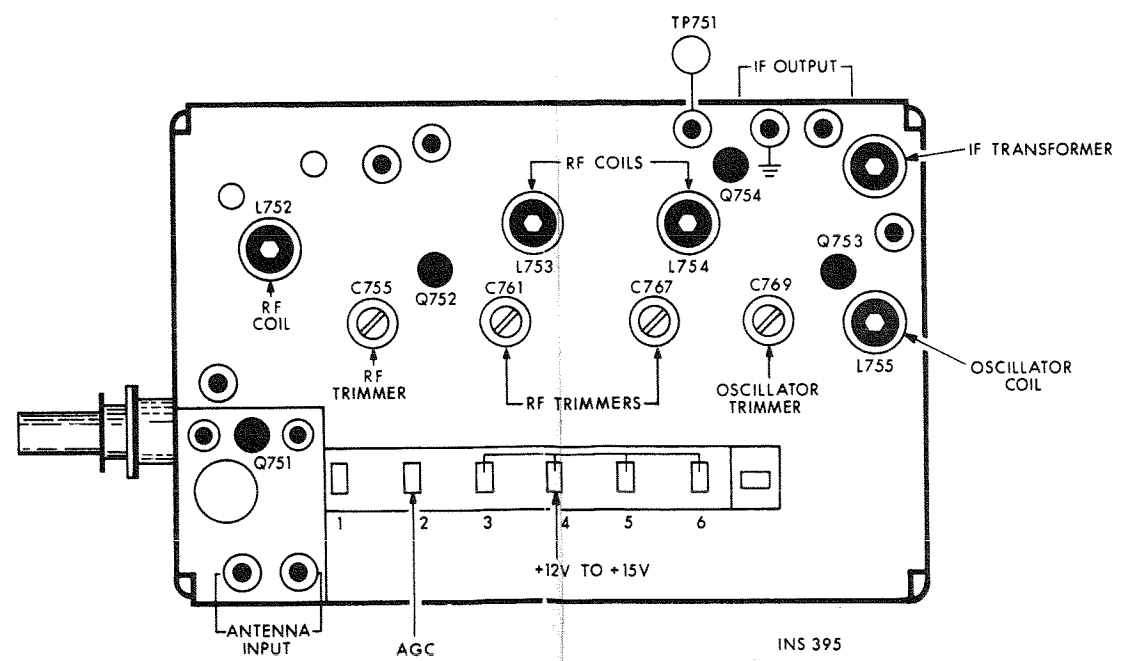 TP751
IF OUTPUT
IF TRANSFORMER
RF COILS
Q754
L752
Q753
L753
L754
Q752
C755
C761
C767
C769
RF
COIL
L755
RF
TRIMMER
RF TRIMMERS
OSCILLATOR
TRIMMER
OSCILLATOR
COIL
Q751
1 2 3 4 5 6
+12V TO +15V
ANTENNA
INPUT
AGC
INS 395